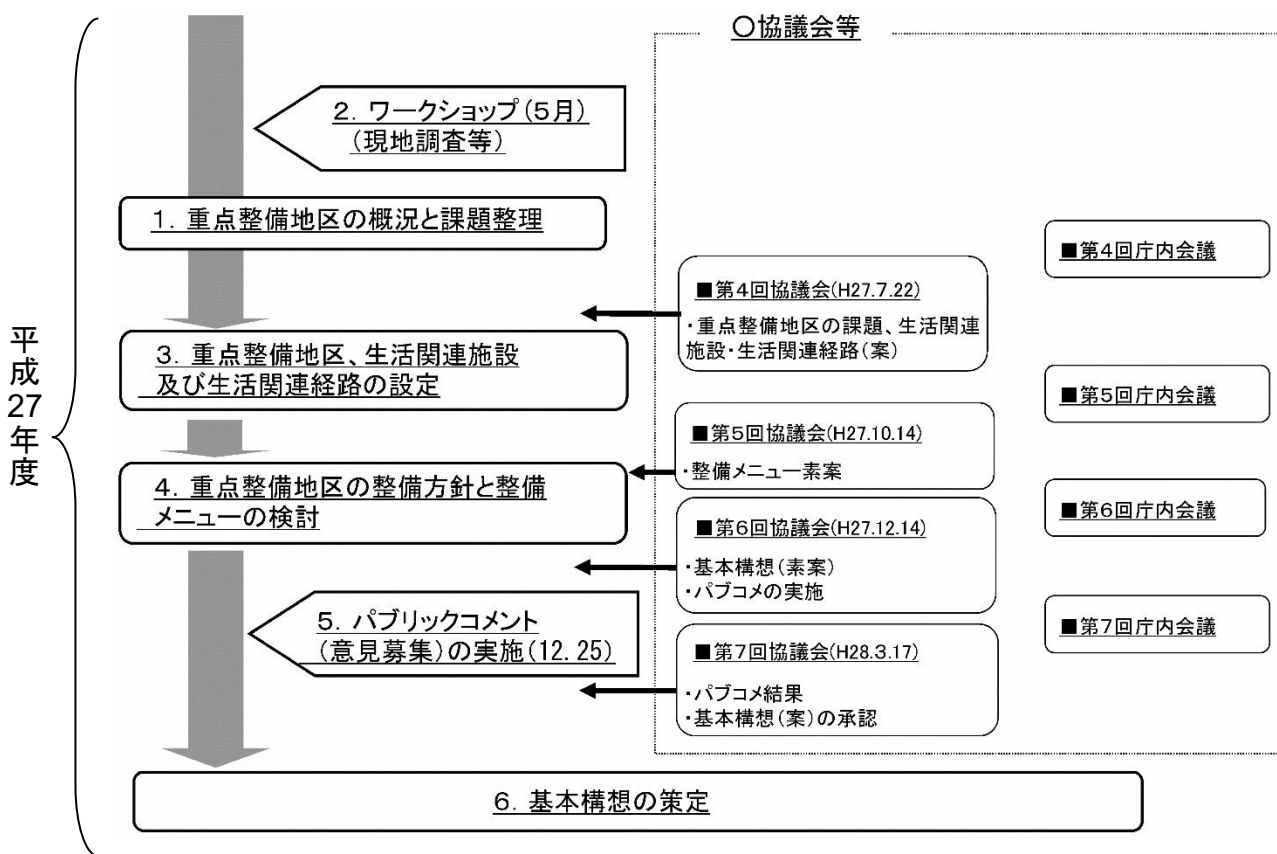 平成27年度
〇協議会等
2．ワークショップ(5月)
(現地調査等)
1．重点整備地区の概況と課題整理
■第4回庁内会議
■第4回協議会(H27.7.22)
・重点整備地区の課題、生活関連
施設・生活関連経路(案)
3．重点整備地区、生活関連施設
及び生活関連経路の設定
■第5回庁内会議
■第5回協議会(H27.10.14)
・整備メニュー素案
4．重点整備地区の整備方針と整備
メニューの検討
■第6回庁内会議
■第6回協議会(H27.12.14)
・基本構想(素案)
・パブコメの実施
5．パブリックコメント
(意見募集)の実施(12.25)
■第7回庁内会議
■第7回協議会(H28.3.17)
・パブコメ結果
・基本構想(案)の承認
6．基本構想の策定